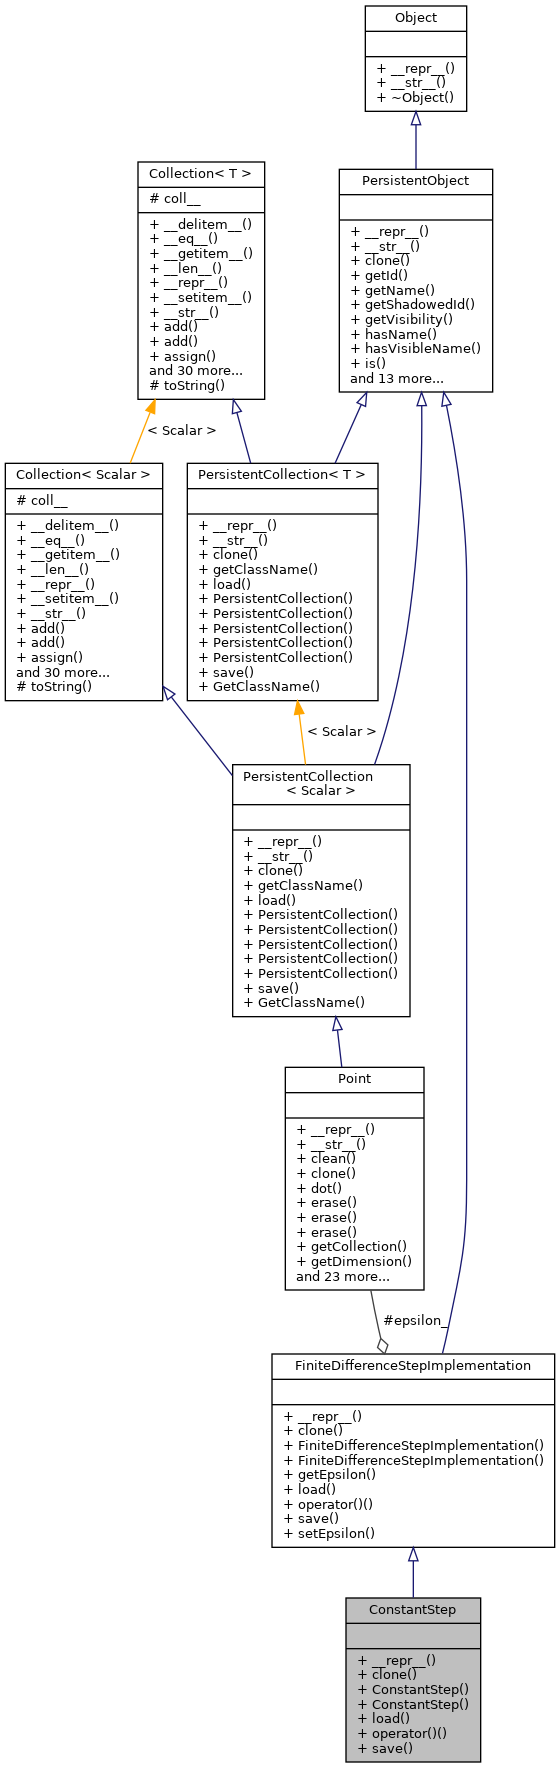 Object
+ __repr__()
+ __str__()
+ ~Object()
Collection< T >
# coll__
+ __delitem__()
+ __eq__()
+ __getitem__()
+ __len__()
+ __repr__()
+ __setitem__()
+ __str__()
+ add()
+ add()
+ assign()
and 30 more...
# toString()
PersistentObject
+ __repr__()
+ __str__()
+ clone()
+ getId()
+ getName()
+ getShadowedId()
+ getVisibility()
+ hasName()
+ hasVisibleName()
+ is()
and 13 more...
< Scalar >
Collection< Scalar >
# coll__
+ __delitem__()
+ __eq__()
+ __getitem__()
+ __len__()
+ __repr__()
+ __setitem__()
+ __str__()
+ add()
+ add()
+ assign()
and 30 more...
# toString()
PersistentCollection< T >
+ __repr__()
+ __str__()
+ clone()
+ getClassName()
+ load()
+ PersistentCollection()
+ PersistentCollection()
+ PersistentCollection()
+ PersistentCollection()
+ PersistentCollection()
+ save()
+ GetClassName()
< Scalar >
PersistentCollection
< Scalar >
+ __repr__()
+ __str__()
+ clone()
+ getClassName()
+ load()
+ PersistentCollection()
+ PersistentCollection()
+ PersistentCollection()
+ PersistentCollection()
+ PersistentCollection()
+ save()
+ GetClassName()
Point
+ __repr__()
+ __str__()
+ clean()
+ clone()
+ dot()
+ erase()
+ erase()
+ erase()
+ getCollection()
+ getDimension()
and 23 more...
#epsilon_
FiniteDifferenceStepImplementation
+ __repr__()
+ clone()
+ FiniteDifferenceStepImplementation()
+ FiniteDifferenceStepImplementation()
+ getEpsilon()
+ load()
+ operator()()
+ save()
+ setEpsilon()
ConstantStep
+ __repr__()
+ clone()
+ ConstantStep()
+ ConstantStep()
+ load()
+ operator()()
+ save()